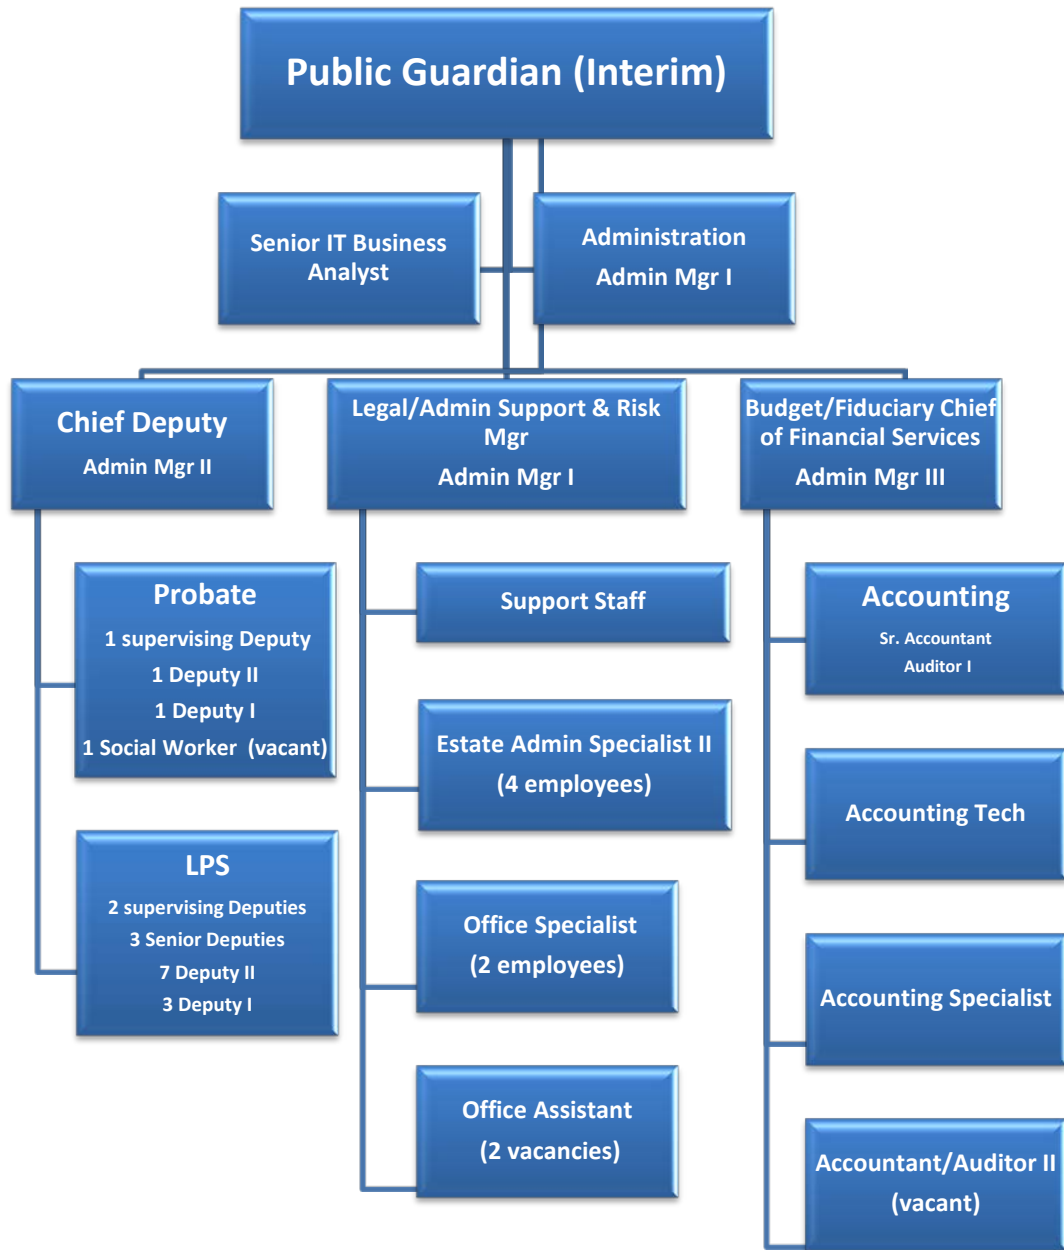 Public Guardian (Interim)
Senior IT Business
Analyst
Administration
Admin Mgr I
Chief Deputy
Admin Mgr II
Legal/Admin Support & Risk
Mgr
Admin Mgr I
Budget/Fiduciary Chief
of Financial Services
Admin Mgr III
Probate
1 supervising Deputy
1 Deputy II
1 Deputy I
1 Social Worker  (vacant)
LPS
2 supervising Deputies
3 Senior Deputies
7 Deputy II
3 Deputy I
Support Staff
Estate Admin Specialist II
(4 employees)
Office Specialist
(2 employees)
Office Assistant
(2 vacancies)
Accounting
Sr. Accountant
Auditor I
Accounting Tech
Accounting Specialist
Accountant/Auditor II
(vacant)